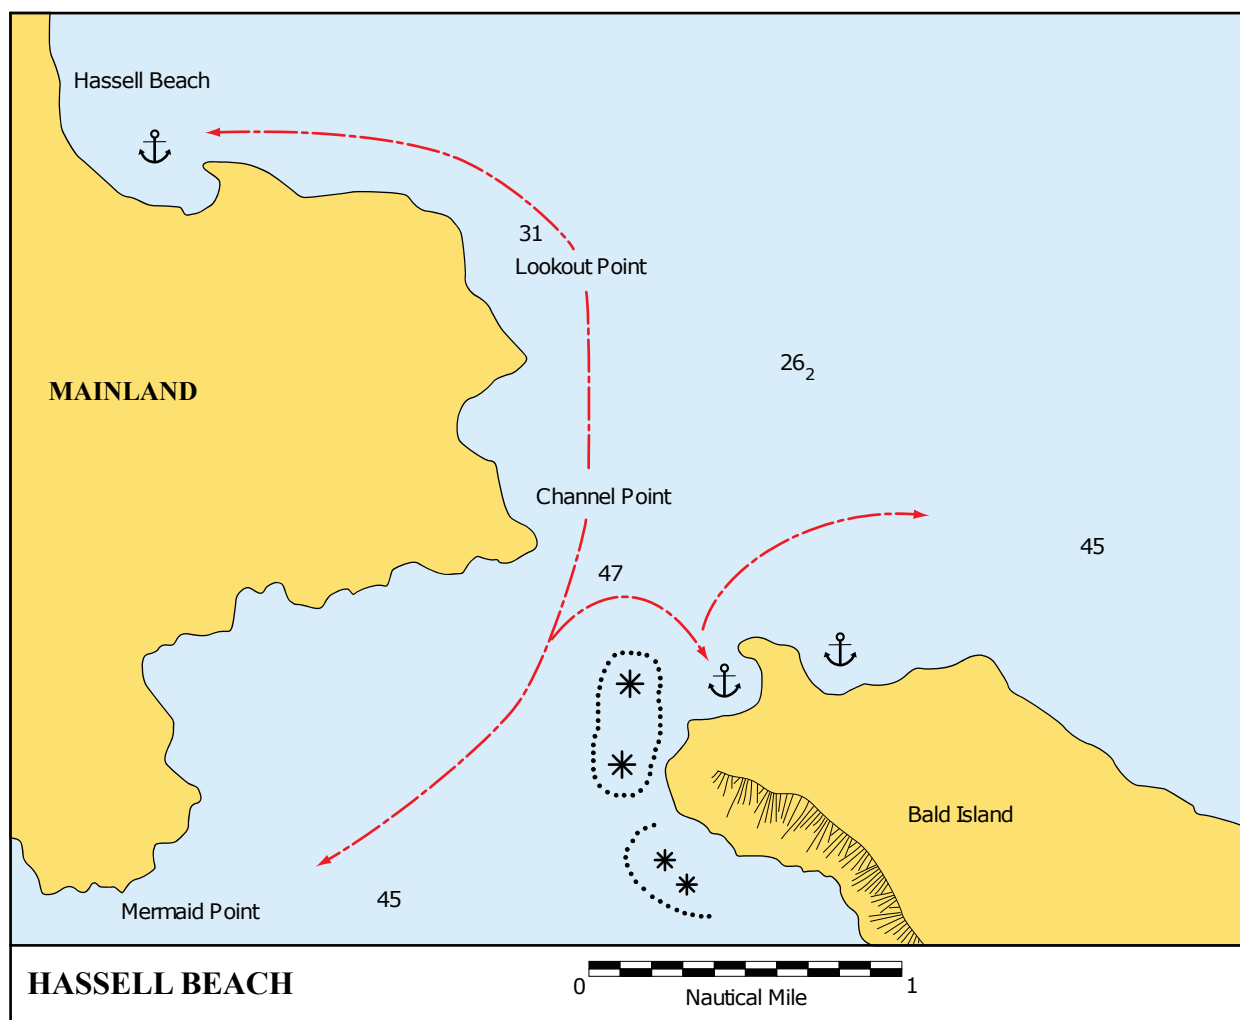 Hassell Beach
31
Lookout Point
26₂
MAINLAND
Channel Point
45
47
Bald Island
45
Mermaid Point
HASSELL BEACH
0 1
Nautical Mile